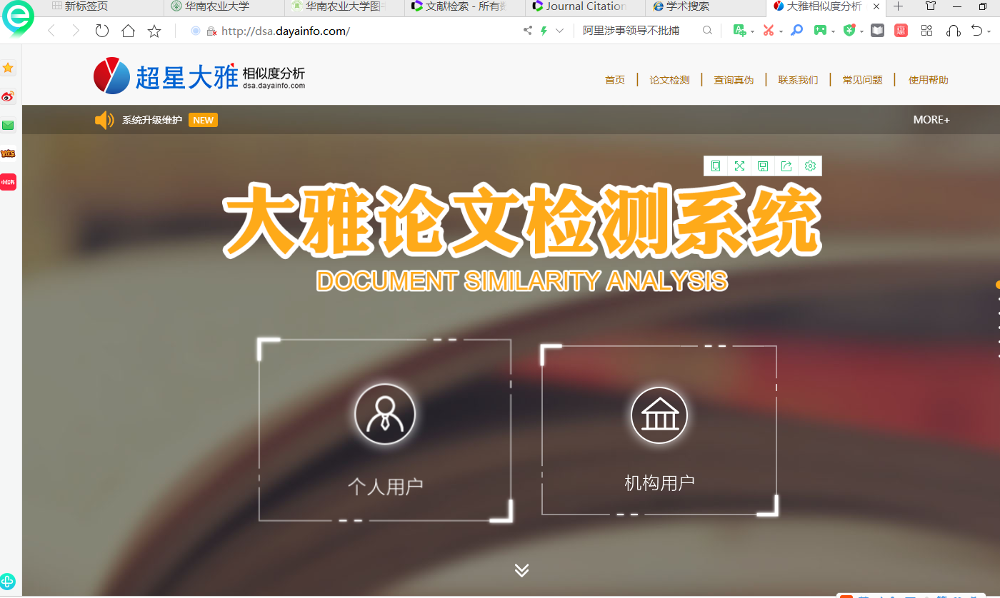 新标签页 华南农业大学 华南农业大学图 文献检索 - 所有 Journal Citation 学术搜索 大雅相似度分析
http://dsa.dayainfo.com/ 阿里涉事领导不批捕
超星大雅 相似度分析
dsa.dayainfo.com
首页 论文检测 查询真伪 联系我们 常见问题 使用帮助
系统升级维护 NEW MORE+
小红书
大雅论文检测系统
DOCUMENT SIMILARITY ANALYSIS
个人用户 机构用户